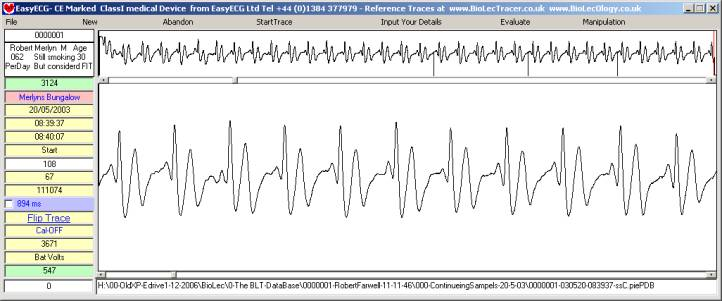 EasyECG- CE Marked ClassI medical Device from EasyECG Ltd Tel +44 (0)1384 377979 - Reference Traces at www.BioLecTracer.co.uk www.BioLecOlogy.co.uk
File New Abandon StartTrace Input Your Details Evaluate Manipulation
0000001
Robert Merlyn M Age
062 Still smoking 30
PerDay But considerd FIT
3124
Merlyns Bungalow
20/05/2003
08:39:37
08:40:07
Start
108
67
111074
894 ms
Flip Trace
Cal-OFF
3671
Bat Volts
547
0
H:\00-OldXP-Edrive1-12-2006\BioLec\0-The BLT-DataBase\0000001-RobertFarwell-11-11-46\000-ContinueingSampels-20-5-03\0000001-030520-083937-ssC.piePDB